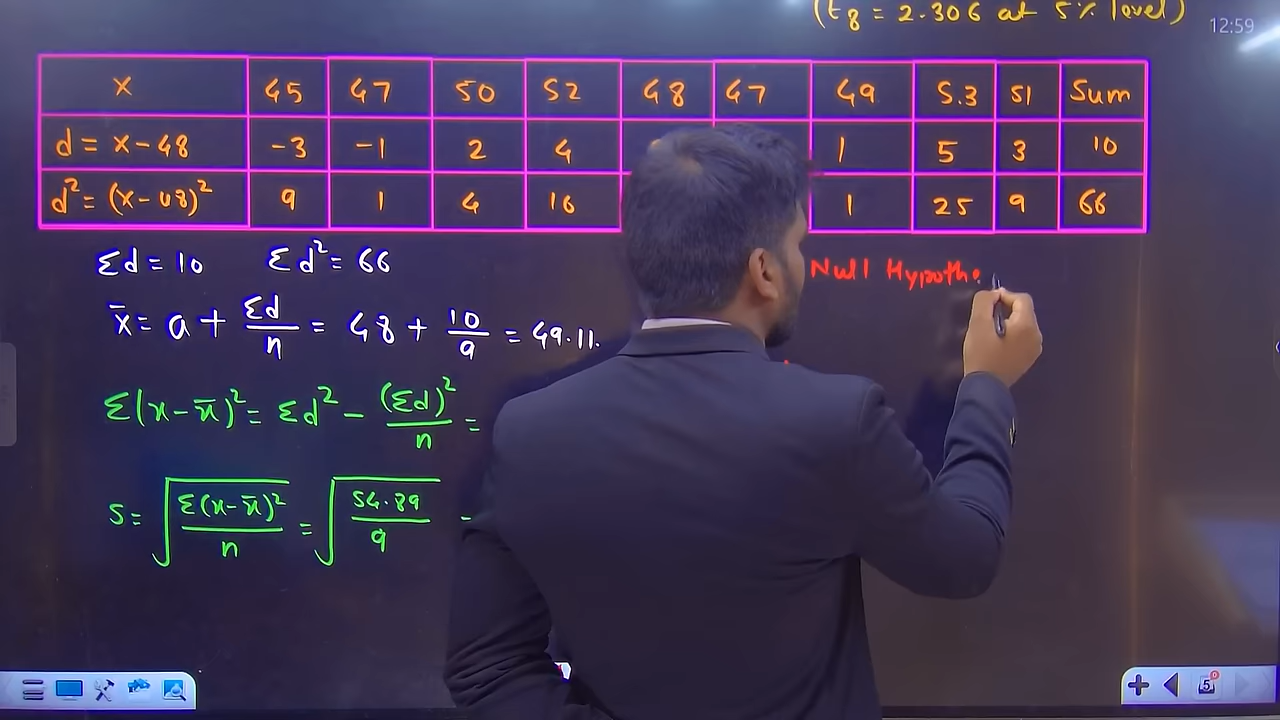 (t8 = 2.306 at 5% level)
12:59
x 45 47 50 52 48 47 49 5.3 51 Sum
d = x-48 -3 -1 2 4 1 5 3 10
d² = (x-48)² 9 1 4 16 1 25 9 66
Σd = 10 Σd² = 66
x̄ = a + Σd/n = 48 + 10/9 = 49.11.
Null Hypothe
Σ(x-x̄)² = Σd² - (Σd)²/n =
s = √(Σ(x-x̄)²/n) = √(54.89/9)
5